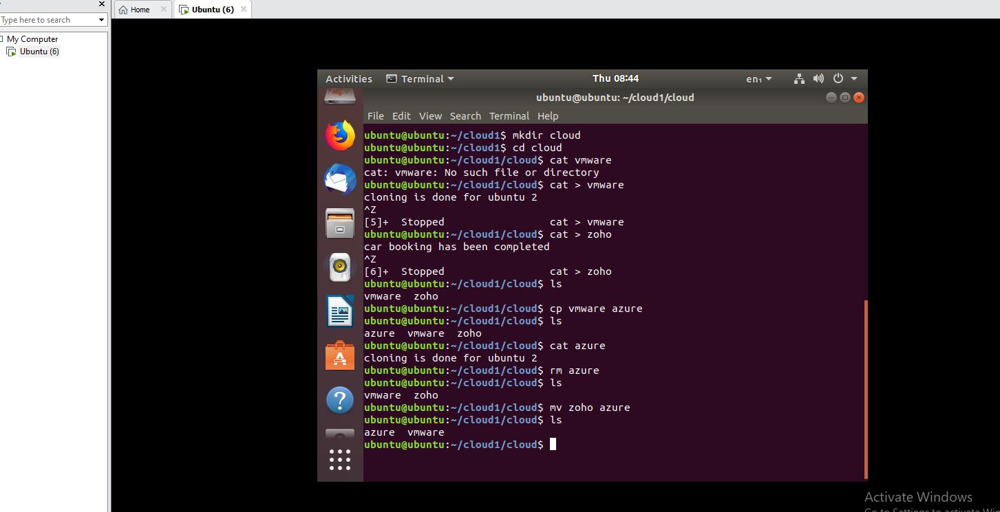 Type here to search
Home
Ubuntu (6)
My Computer
Ubuntu (6)
Activities
Terminal
Thu 08:44
en₁
ubuntu@ubuntu: ~/cloud1/cloud
File Edit View Search Terminal Help
ubuntu@ubuntu:~/cloud1$ mkdir cloud
ubuntu@ubuntu:~/cloud1$ cd cloud
ubuntu@ubuntu:~/cloud1/cloud$ cat vmware
cat: vmware: No such file or directory
ubuntu@ubuntu:~/cloud1/cloud$ cat > vmware
cloning is done for ubuntu 2
^Z
[5]+  Stopped                 cat > vmware
ubuntu@ubuntu:~/cloud1/cloud$ cat > zoho
car booking has been completed
^Z
[6]+  Stopped                 cat > zoho
ubuntu@ubuntu:~/cloud1/cloud$ ls
vmware  zoho
ubuntu@ubuntu:~/cloud1/cloud$ cp vmware azure
ubuntu@ubuntu:~/cloud1/cloud$ ls
azure  vmware  zoho
ubuntu@ubuntu:~/cloud1/cloud$ cat azure
cloning is done for ubuntu 2
ubuntu@ubuntu:~/cloud1/cloud$ rm azure
ubuntu@ubuntu:~/cloud1/cloud$ ls
vmware  zoho
ubuntu@ubuntu:~/cloud1/cloud$ mv zoho azure
ubuntu@ubuntu:~/cloud1/cloud$ ls
azure  vmware
ubuntu@ubuntu:~/cloud1/cloud$
Activate Windows
Go to Settings to activate